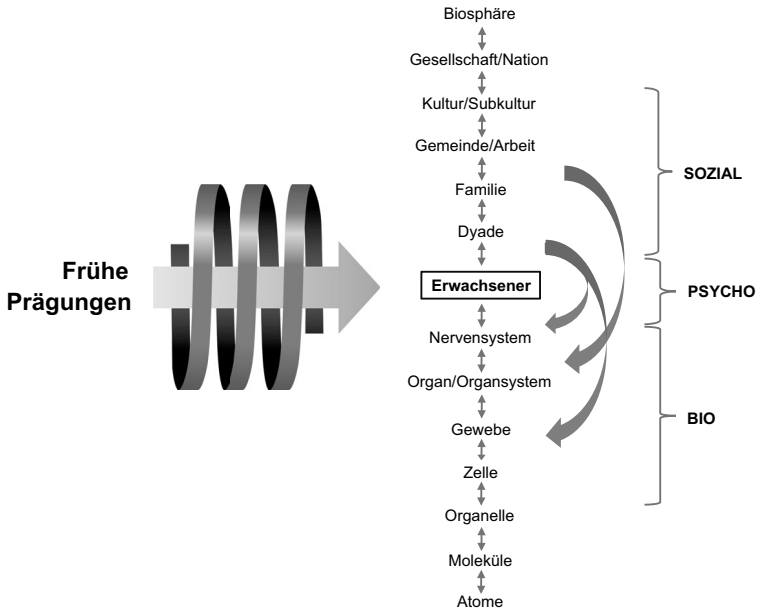 Biosphäre
Gesellschaft/Nation
Kultur/Subkultur
Gemeinde/Arbeit
Familie
Dyade
Erwachsener
Nervensystem
Organ/Organsystem
Gewebe
Zelle
Organelle
Moleküle
Atome
Frühe
Prägungen
SOZIAL
PSYCHO
BIO